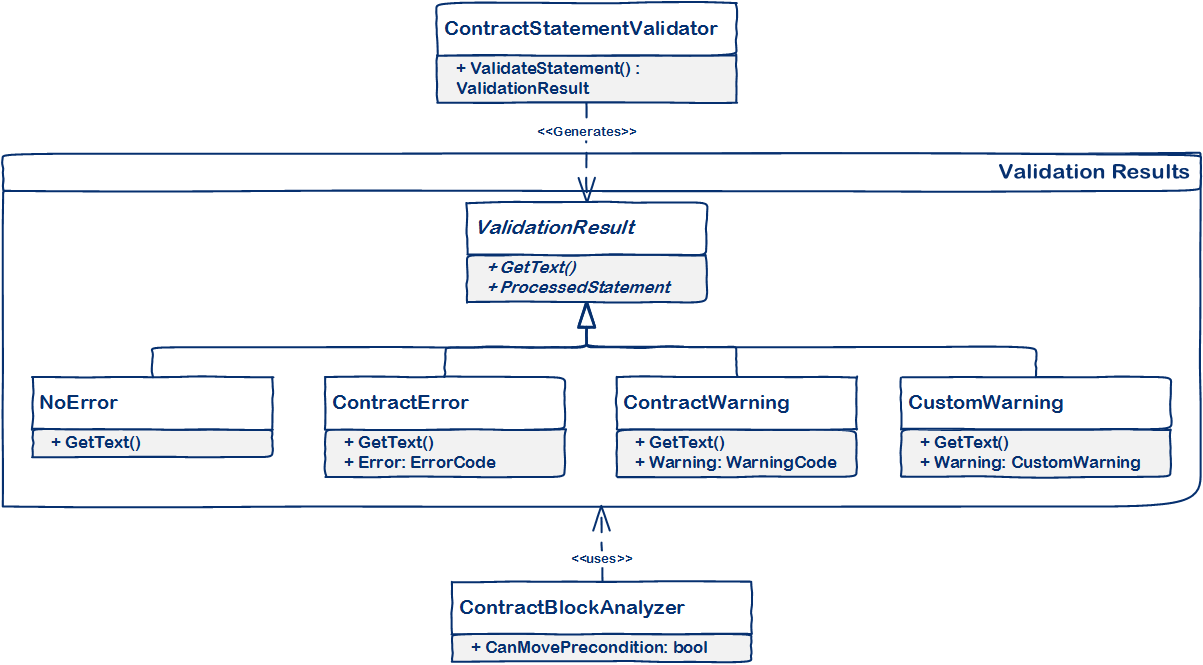 ContractStatementValidator
+ ValidateStatement() :
ValidationResult
<<Generates>>
Validation Results
ValidationResult
+ GetText()
+ ProcessedStatement
NoError
+ GetText()
ContractError
+ GetText()
+ Error: ErrorCode
ContractWarning
+ GetText()
+ Warning: WarningCode
CustomWarning
+ GetText()
+ Warning: CustomWarning
<<uses>>
ContractBlockAnalyzer
+ CanMovePrecondition: bool